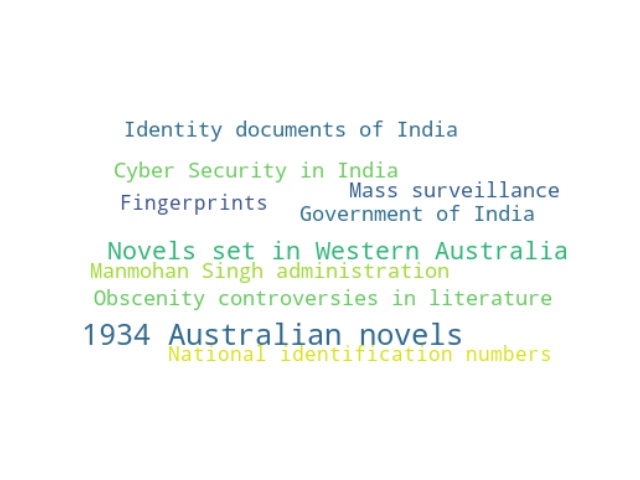 Identity documents of India
Cyber Security in India
Mass surveillance
Fingerprints
Government of India
Novels set in Western Australia
Manmohan Singh administration
Obscenity controversies in literature
1934 Australian novels
National identification numbers